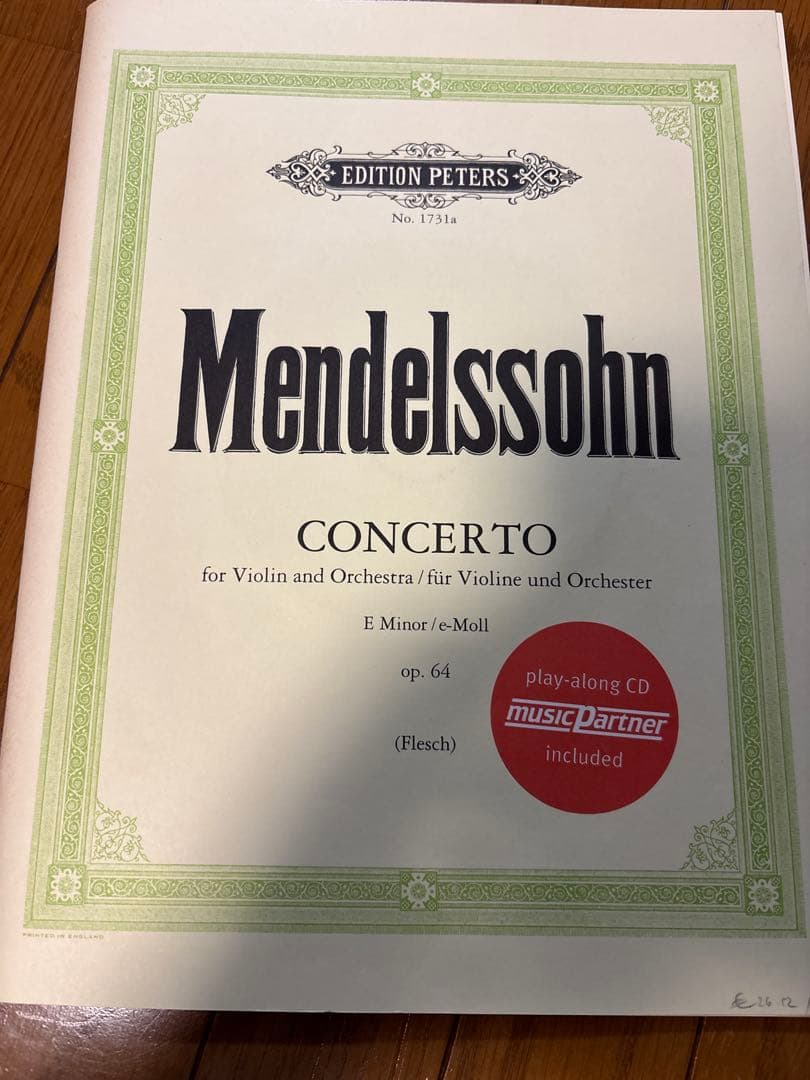 EDITION PETERS
No. 1731a
Mendelssohn
CONCERTO
for Violin and Orchestra / für Violine und Orchester
E Minor / e-Moll
op. 64
(Flesch)
play-along CD
musicpartner
included
PRINTED IN ENGLAND